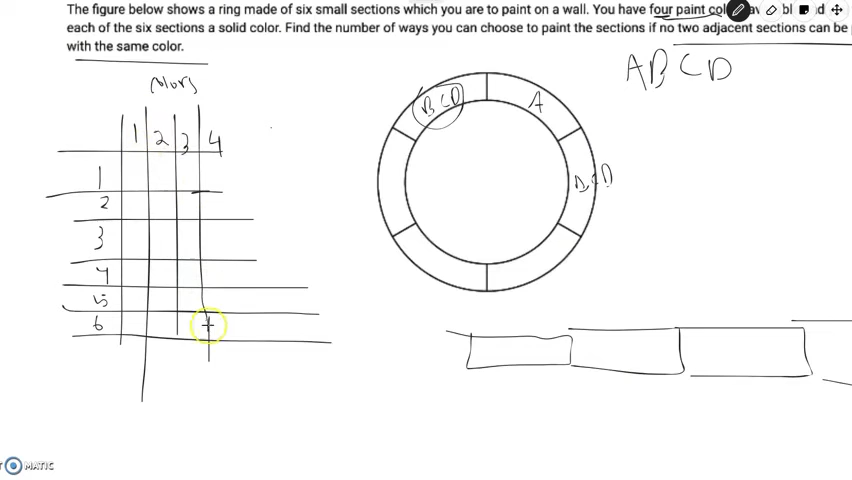 The figure below shows a ring made of six small sections which you are to paint on a wall. You have four paint
each of the six sections a solid color. Find the number of ways you can choose to paint the sections if no two adjacent sections can be
with the same color.
ABCD
colors
BCD
A
BCD
1 2 3 4
1
2
3
4
5
6
MATIC